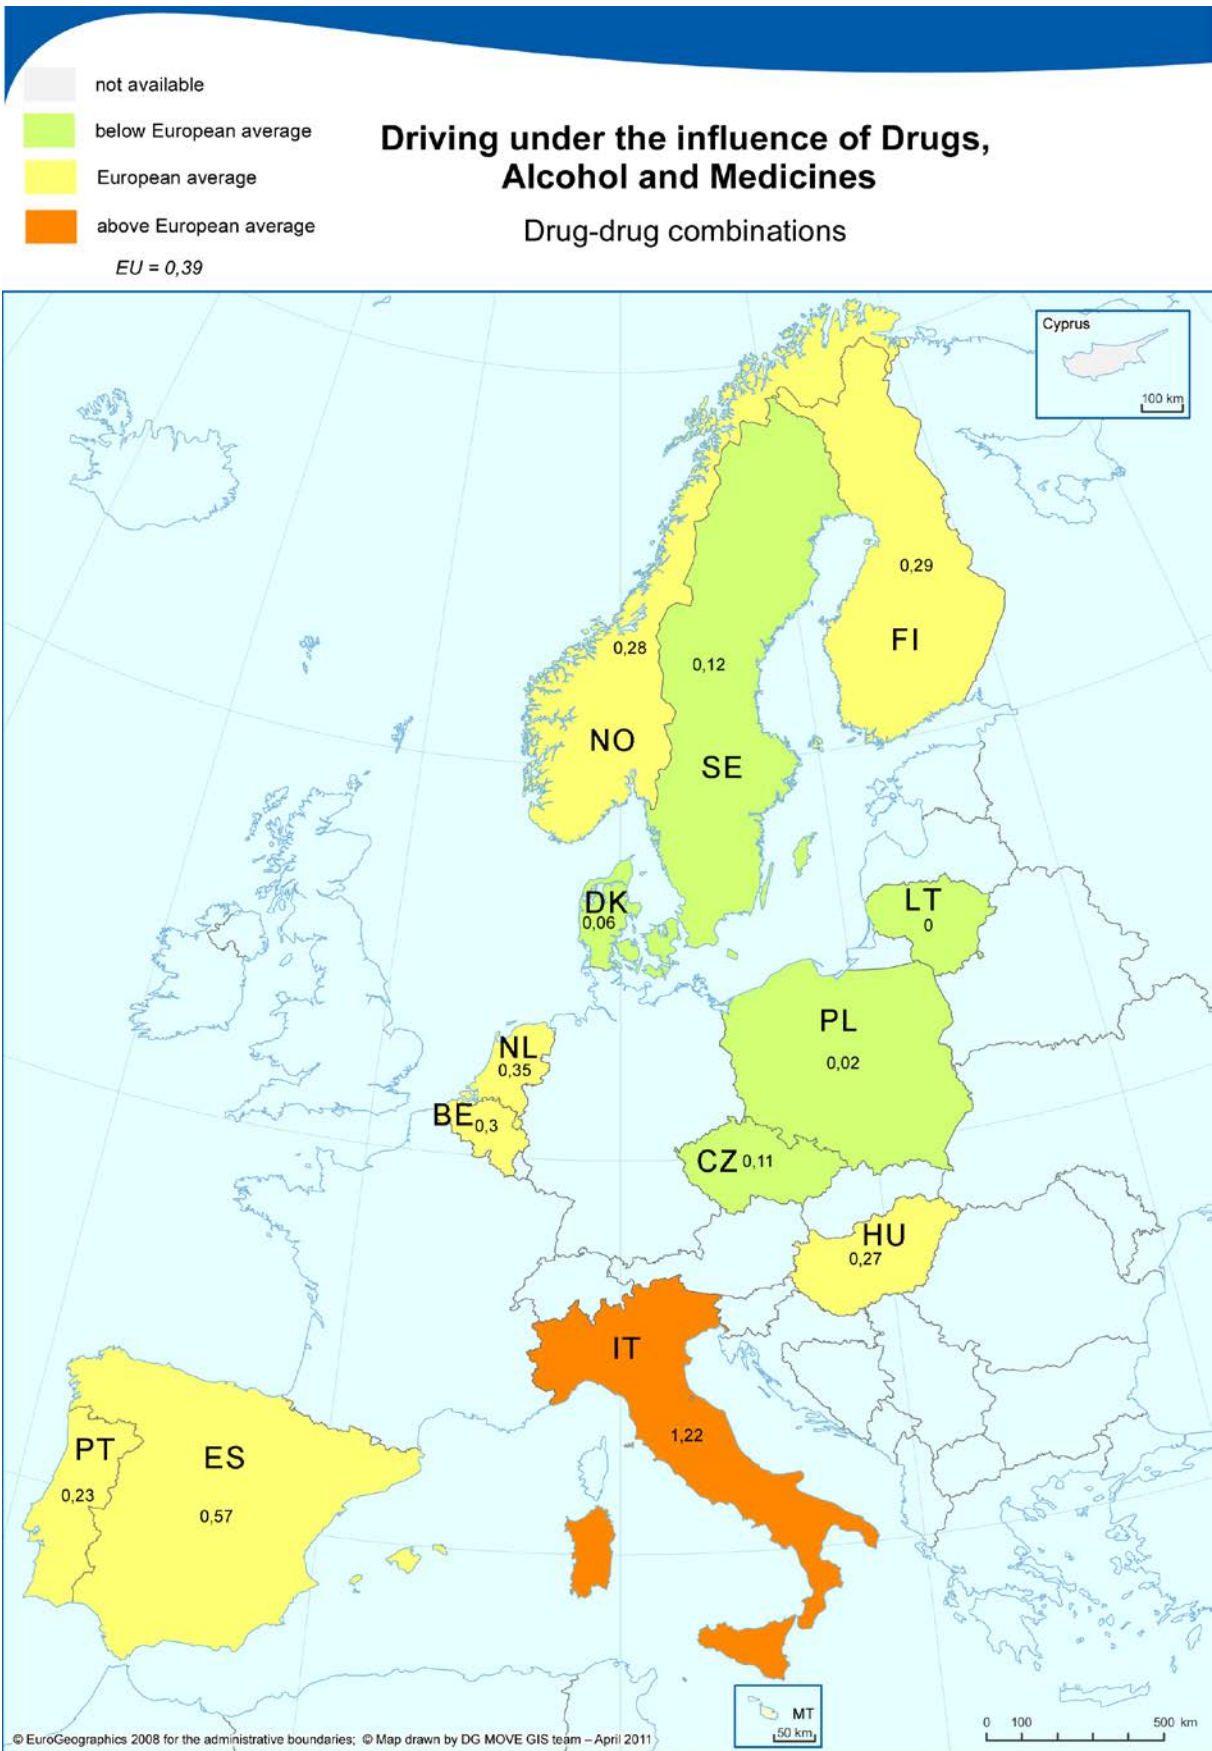 not available
below European average
European average
above European average
EU = 0,39
Driving under the influence of Drugs,
Alcohol and Medicines
Drug-drug combinations
Cyprus
100 km
0,29
FI
0,28
0,12
NO
SE
DK
0,06
LT
0
PL
0,02
NL
0,35
BE 0,3
CZ 0,11
HU
0,27
IT
1,22
PT
0,23
ES
0,57
MT
50 km
0 100 500 km
© EuroGeographics 2008 for the administrative boundaries; © Map drawn by DG MOVE GIS team – April 2011